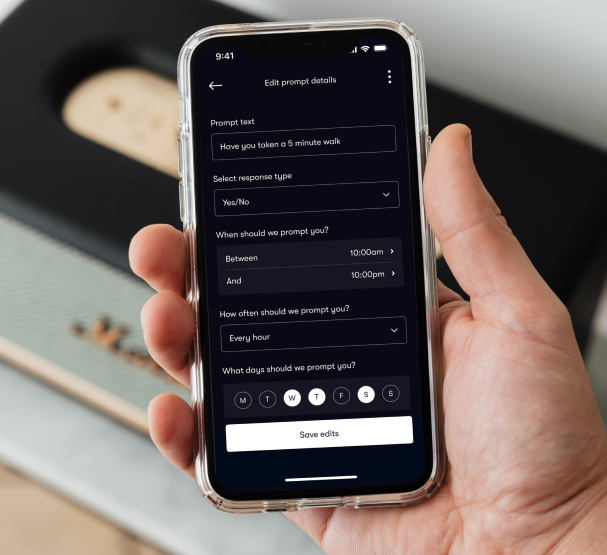 9:41
Edit prompt details
Prompt text
Have you taken a 5 minute walk
Select response type
Yes/No
When should we prompt you?
Between 10:00am
And 10:00pm
How often should we prompt you?
Every hour
What days should we prompt you?
M T W T F S S
Save edits